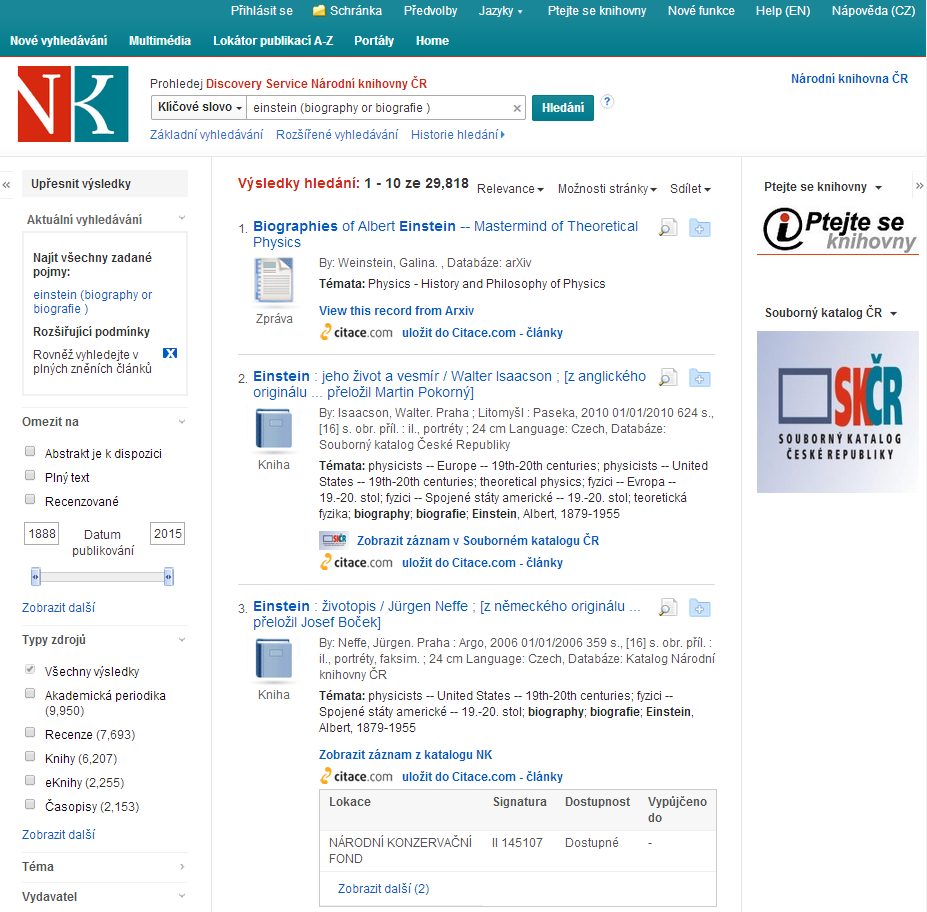 Přihlásit se Schránka Předvolby Jazyky Ptejte se knihovny Nové funkce Help (EN) Nápověda (CZ)
Nové vyhledávání Multimédia Lokátor publikací A-Z Portály Home
NK
Prohledej Discovery Service Národní knihovny ČR
Národní knihovna ČR
Klíčové slovo einstein (biography or biografie ) × Hledání ?
Základní vyhledávání Rozšířené vyhledávání Historie hledání
« Upřesnit výsledky
Aktuální vyhledávání
Najít všechny zadané
pojmy:
einstein (biography or
biografie )
Rozšiřující podmínky
Rovněž vyhledejte v
plných zněních článků
X
Omezit na
Abstrakt je k dispozici
Plný text
Recenzované
1888 Datum 2015
publikování
Zobrazit další
Typy zdrojů
Všechny výsledky
Akademická periodika
(9,950)
Recenze (7,693)
Knihy (6,207)
eKnihy (2,255)
Časopisy (2,153)
Zobrazit další
Téma
Vydavatel
Výsledky hledání: 1 - 10 ze 29,818 Relevance Možnosti stránky Sdílet
1. Biographies of Albert Einstein -- Mastermind of Theoretical
Physics
By: Weinstein, Galina. , Databáze: arXiv
Témata: Physics - History and Philosophy of Physics
Zpráva
View this record from Arxiv
citace.com uložit do Citace.com - články
2. Einstein : jeho život a vesmír / Walter Isaacson ; [z anglického
originálu ... přeložil Martin Pokorný]
By: Isaacson, Walter. Praha ; Litomyšl : Paseka, 2010 01/01/2010 624 s.,
[16] s. obr. příl. : il., portréty ; 24 cm Language: Czech, Databáze:
Souborný katalog České Republiky
Kniha
Témata: physicists -- Europe -- 19th-20th centuries; physicists -- United
States -- 19th-20th centuries; theoretical physics; fyzici -- Evropa --
19.-20. stol; fyzici -- Spojené státy americké -- 19.-20. stol; teoretická
fyzika; biography; biografie; Einstein, Albert, 1879-1955
SKČR Zobrazit záznam v Souborném katalogu ČR
citace.com uložit do Citace.com - články
3. Einstein : životopis / Jürgen Neffe ; [z německého originálu ...
přeložil Josef Boček]
By: Neffe, Jürgen. Praha : Argo, 2006 01/01/2006 359 s., [16] s. obr. příl. :
il., portréty, faksim. ; 24 cm Language: Czech, Databáze: Katalog Národní
knihovny ČR
Kniha
Témata: physicists -- United States -- 19th-20th centuries; fyzici --
Spojené státy americké -- 19.-20. stol; biography; biografie; Einstein,
Albert, 1879-1955
Zobrazit záznam z katalogu NK
citace.com uložit do Citace.com - články
Lokace Signatura Dostupnost Vypůjčeno
do
NÁRODNÍ KONZERVAČNÍ II 145107 Dostupné -
FOND
Zobrazit další (2)
Ptejte se knihovny »
i Ptejte se
knihovny
Souborný katalog ČR
SKČR
SOUBORNÝ KATALOG
ČESKÉ REPUBLIKY